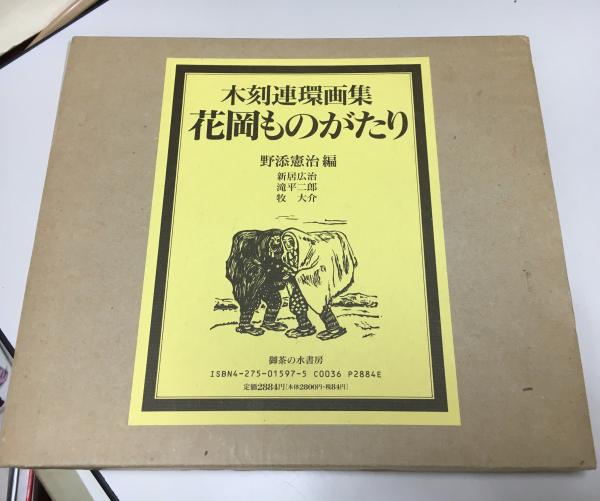 木刻連環画集
花岡ものがたり
野添憲治編
新居広治
滝平二郎
牧 大介
御茶の水書房
ISBN4-275-01597-5 C0036 P2884E
定価2884円[本体2800円・税84円]